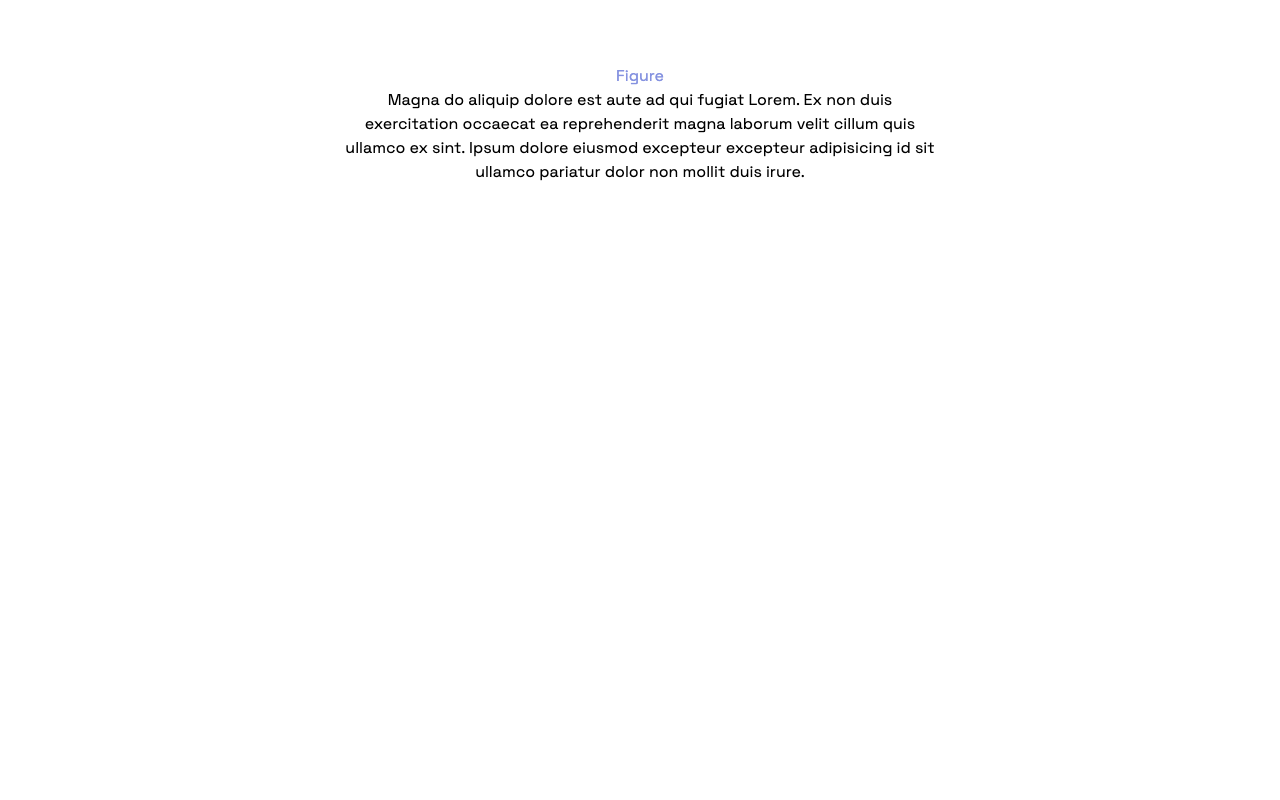 Figure
Magna do aliquip dolore est aute ad qui fugiat Lorem. Ex non duis
exercitation occaecat ea reprehenderit magna laborum velit cillum quis
ullamco ex sint. Ipsum dolore eiusmod excepteur excepteur adipisicing id sit
ullamco pariatur dolor non mollit duis irure.